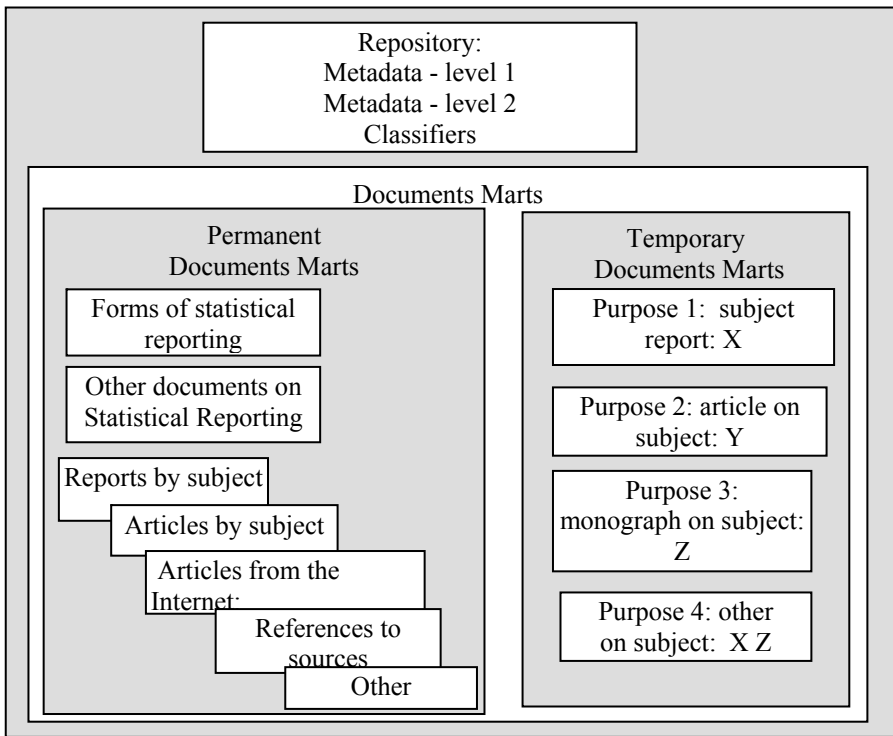 Repository:
Metadata - level 1
Metadata - level 2
Classifiers
Documents Marts
Permanent
Documents Marts
Forms of statistical
reporting
Other documents on
Statistical Reporting
Reports by subject
Articles by subject
Articles from the
Internet:
References to
sources
Other
Temporary
Documents Marts
Purpose 1: subject
report: X
Purpose 2: article on
subject: Y
Purpose 3:
monograph on subject:
Z
Purpose 4: other
on subject: X Z